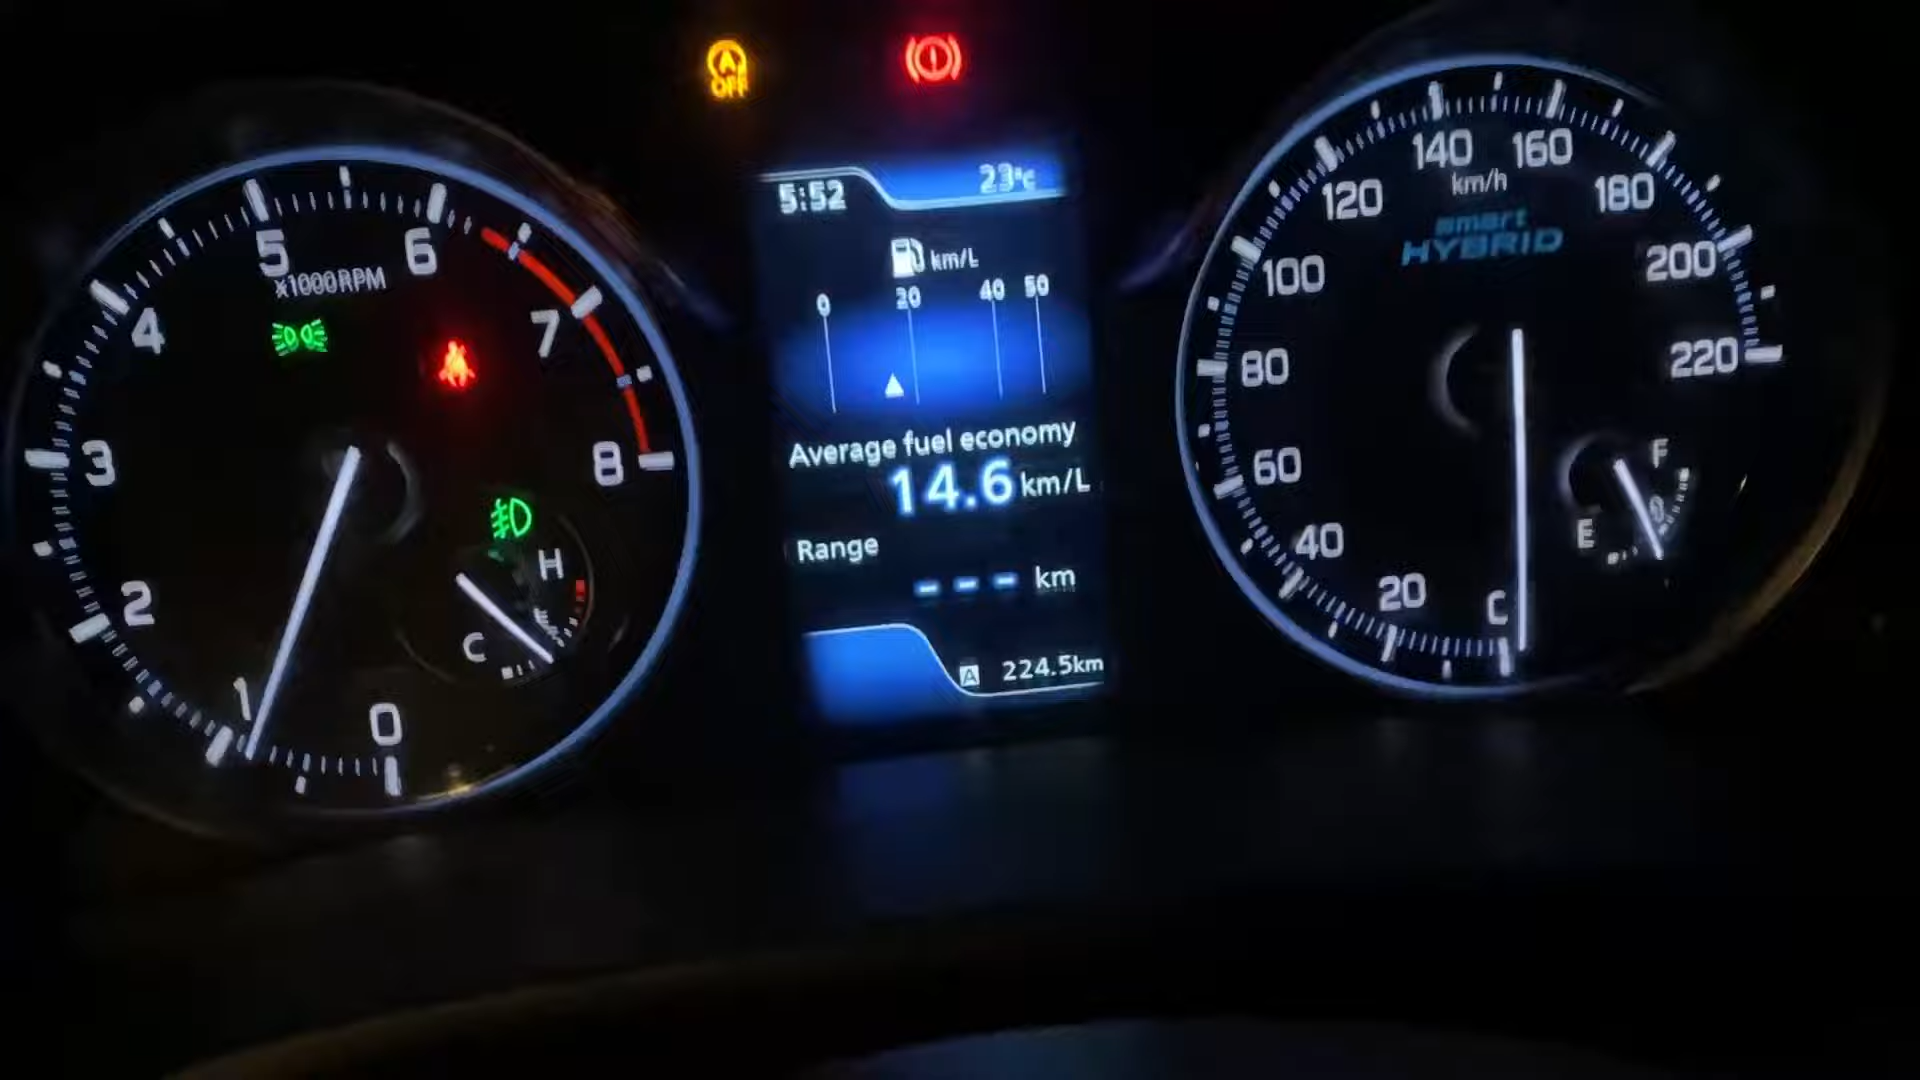 A
OFF
5:52
23°C
km/L
0 20 40 50
Average fuel economy
14.6 km/L
Range
--- km
A 224.5km
0
1
2
3
4
5
6
7
8
x1000RPM
H
C
20
40
60
80
100
120
140
160
180
200
220
km/h
smart
HYBRID
F
E
C